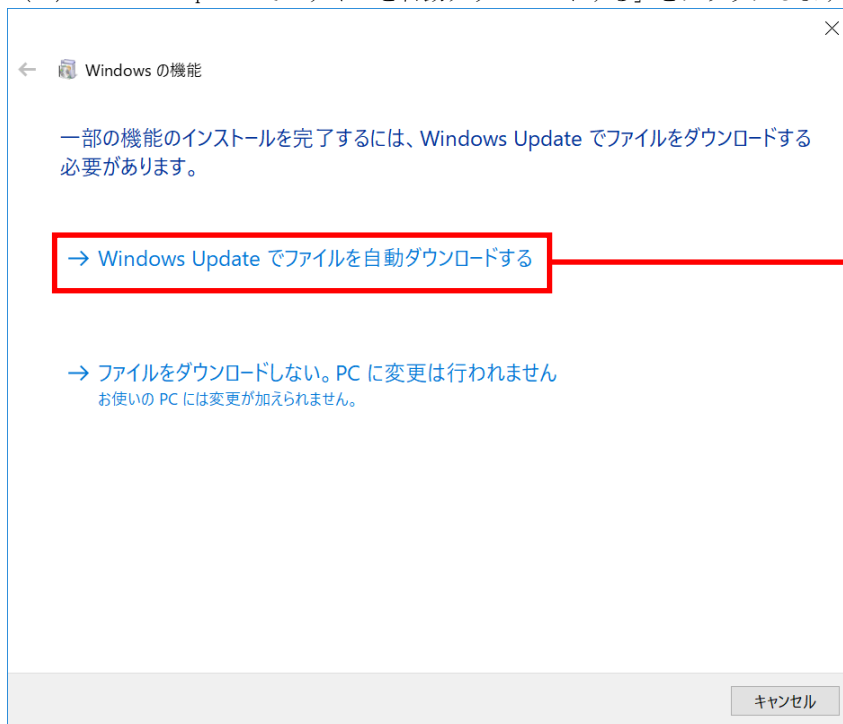 Windows の機能
一部の機能のインストールを完了するには、Windows Update でファイルをダウンロードする
必要があります。
→ Windows Update でファイルを自動ダウンロードする
→ ファイルをダウンロードしない。PC に変更は行われません
お使いの PC には変更が加えられません。
キャンセル